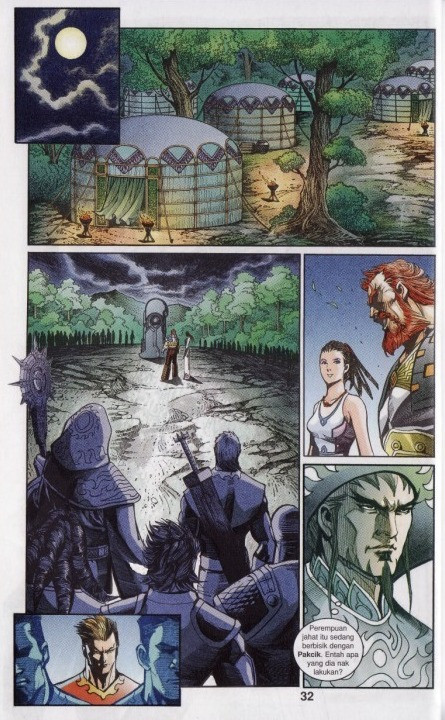 Perempuan
jahat itu sedang
berbisik dengan
Pakcik. Entah apa
yang dia nak
lakukan?
32